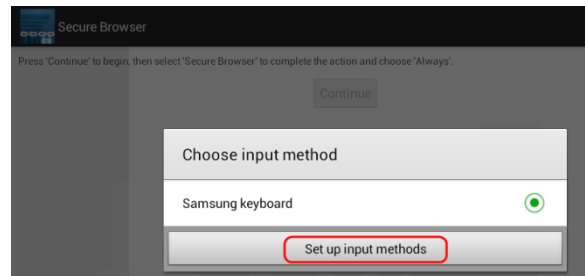 Secure Browser
Press 'Continue' to begin, then select 'Secure Browser' to complete the action and choose 'Always'.
Continue
Choose input method
Samsung keyboard
Set up input methods